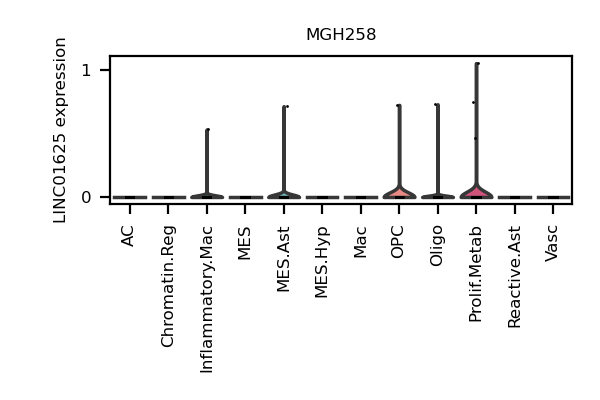 MGH258
LINC01625 expression
1
0
AC
Chromatin.Reg
Inflammatory.Mac
MES
MES.Ast
MES.Hyp
Mac
OPC
Oligo
Prolif.Metab
Reactive.Ast
Vasc